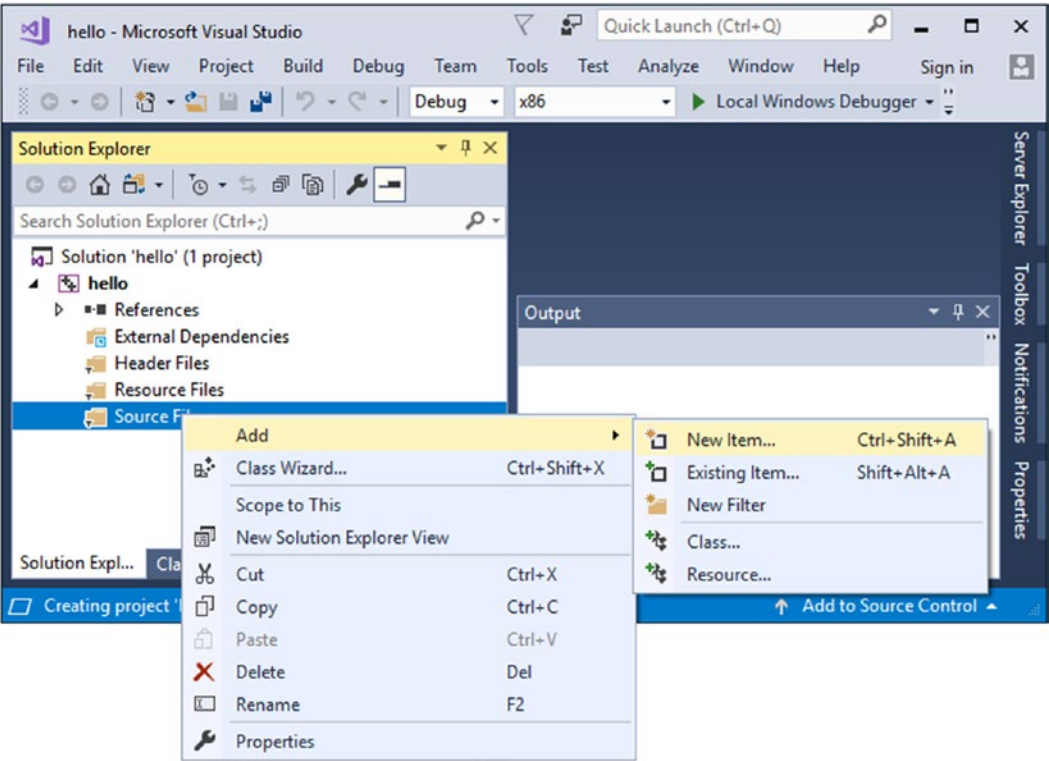 hello - Microsoft Visual Studio
Quick Launch (Ctrl+Q)
File Edit View Project Build Debug Team Tools Test Analyze Window Help Sign in
Debug x86 Local Windows Debugger
Solution Explorer
Search Solution Explorer (Ctrl+;)
Solution 'hello' (1 project)
hello
References
External Dependencies
Header Files
Resource Files
Source
Output
Server Explorer
Toolbox
Notifications
Properties
Add
Class Wizard... Ctrl+Shift+X
Scope to This
New Solution Explorer View
Cut Ctrl+X
Copy Ctrl+C
Paste Ctrl+V
Delete Del
Rename F2
Properties
New Item... Ctrl+Shift+A
Existing Item... Shift+Alt+A
New Filter
Class...
Resource...
Solution Expl... Cla
Creating project '
Add to Source Control